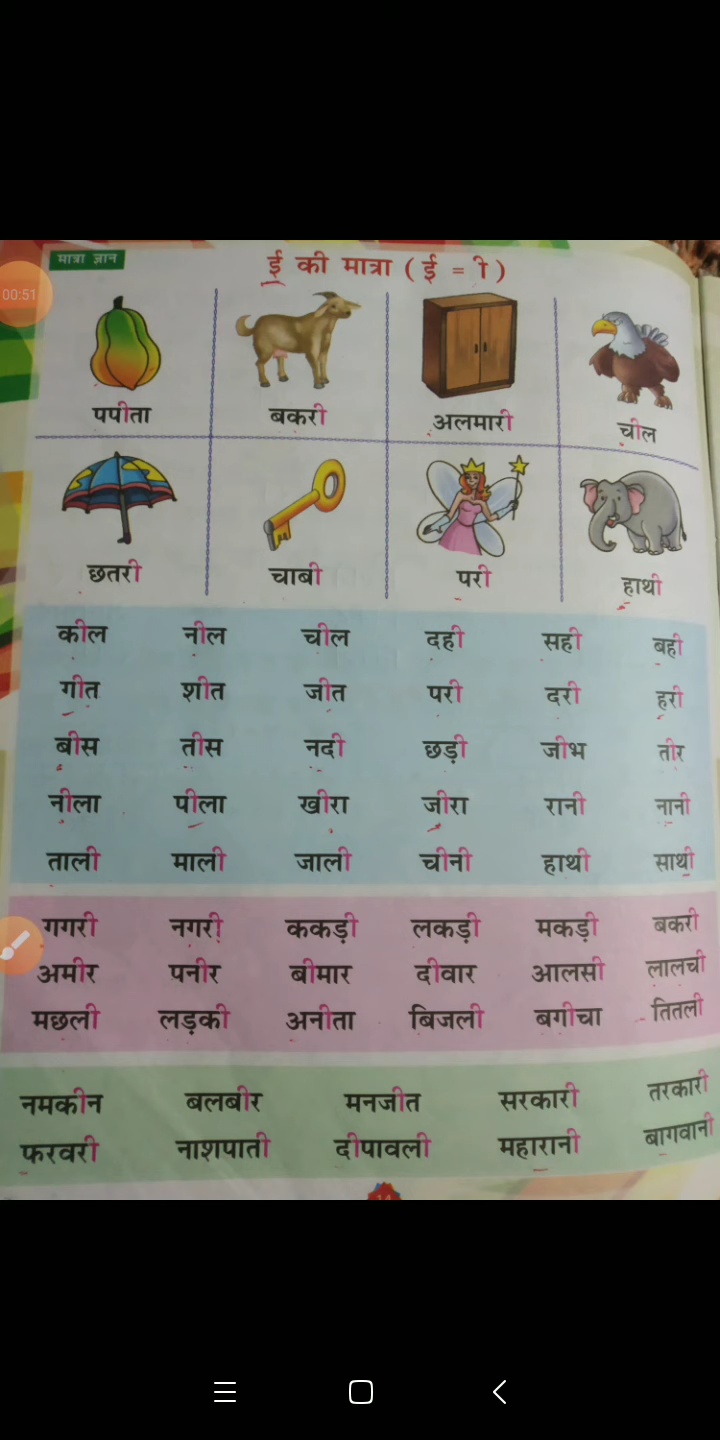 00:51
मात्रा ज्ञान
ई की मात्रा ( ई = ी )
पपीता बकरी अलमारी चील
छतरी चाबी परी हाथी
कील नील चील दही सही बही
गीत शीत जीत परी दरी हरी
बीस तीस नदी छड़ी जीभ तीर
नीला पीला खीरा जीरा रानी नानी
ताली माली जाली चीनी हाथी साथी
गगरी नगरी ककड़ी लकड़ी मकड़ी बकरी
अमीर पनीर बीमार दीवार आलसी लालची
मछली लड़की अनीता बिजली बगीचा तितली
नमकीन बलबीर मनजीत सरकारी तरकारी
फरवरी नाशपाती दीपावली महारानी बागवानी